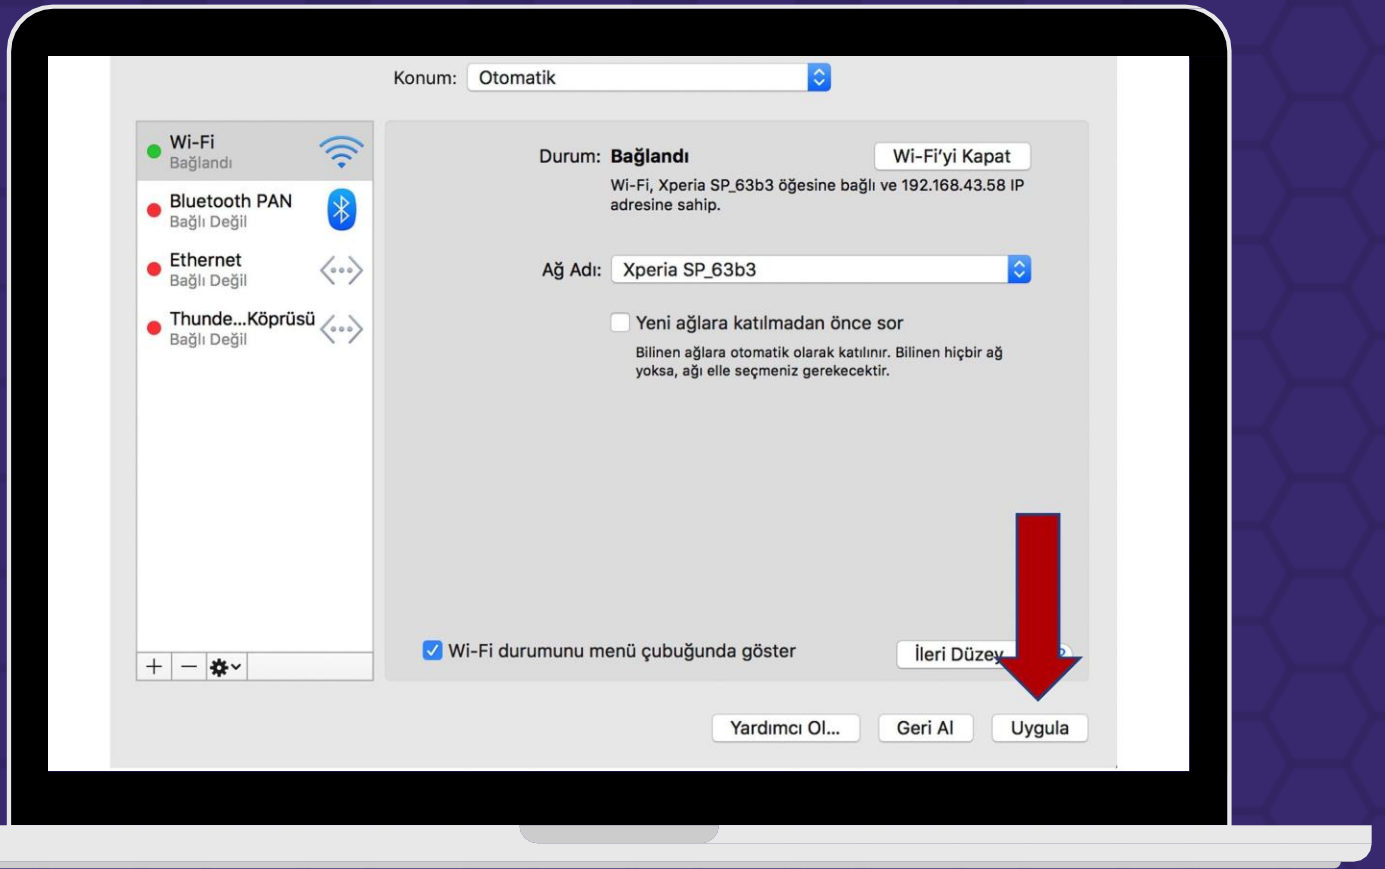 Konum: Otomatik
Wi-Fi
Bağlandı
Bluetooth PAN
Bağlı Değil
Ethernet
Bağlı Değil
Thunde...Köprüsü
Bağlı Değil
Durum: Bağlandı
Wi-Fi'yi Kapat
Wi-Fi, Xperia SP_63b3 öğesine bağlı ve 192.168.43.58 IP
adresine sahip.
Ağ Adı: Xperia SP_63b3
Yeni ağlara katılmadan önce sor
Bilinen ağlara otomatik olarak katılınır. Bilinen hiçbir ağ
yoksa, ağı elle seçmeniz gerekecektir.
Wi-Fi durumunu menü çubuğunda göster
İleri Düzey
Yardımcı Ol... Geri Al Uygula